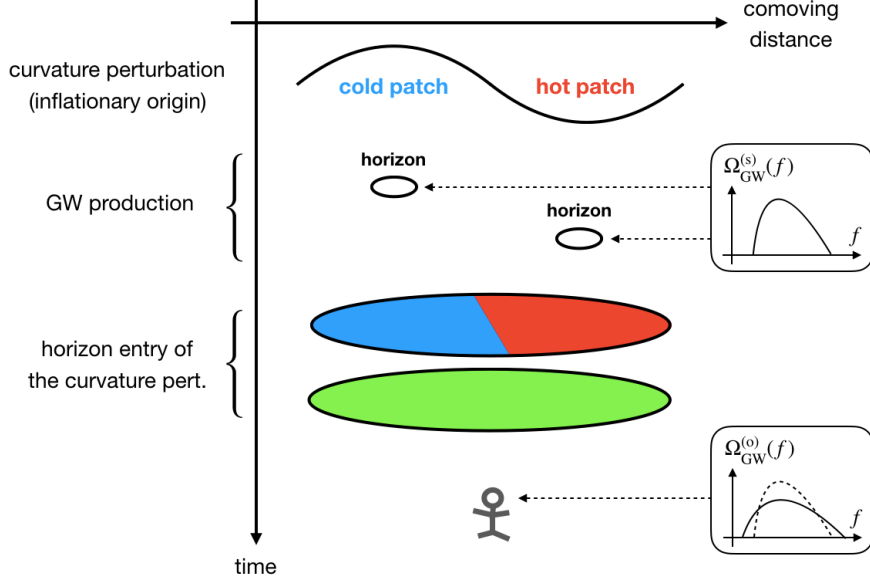 comoving
distance
curvature perturbation
(inflationary origin)
cold patch
hot patch
GW production
horizon
horizon
Ω_GW^(s)(f)
f
horizon entry of
the curvature pert.
Ω_GW^(o)(f)
f
time